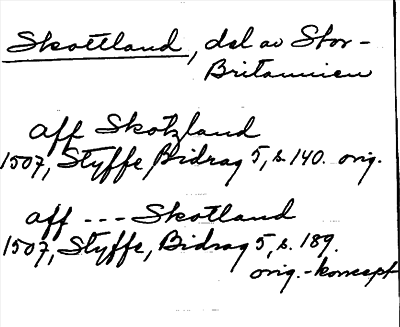 Skottland, del av Stor-
Britannien
aff Skotzland
1507, Styffe Bidrag 5, s. 140. orig.
aff --- Skotland
1507, Styffe, Bidrag 5, s. 189.
orig.-koncept